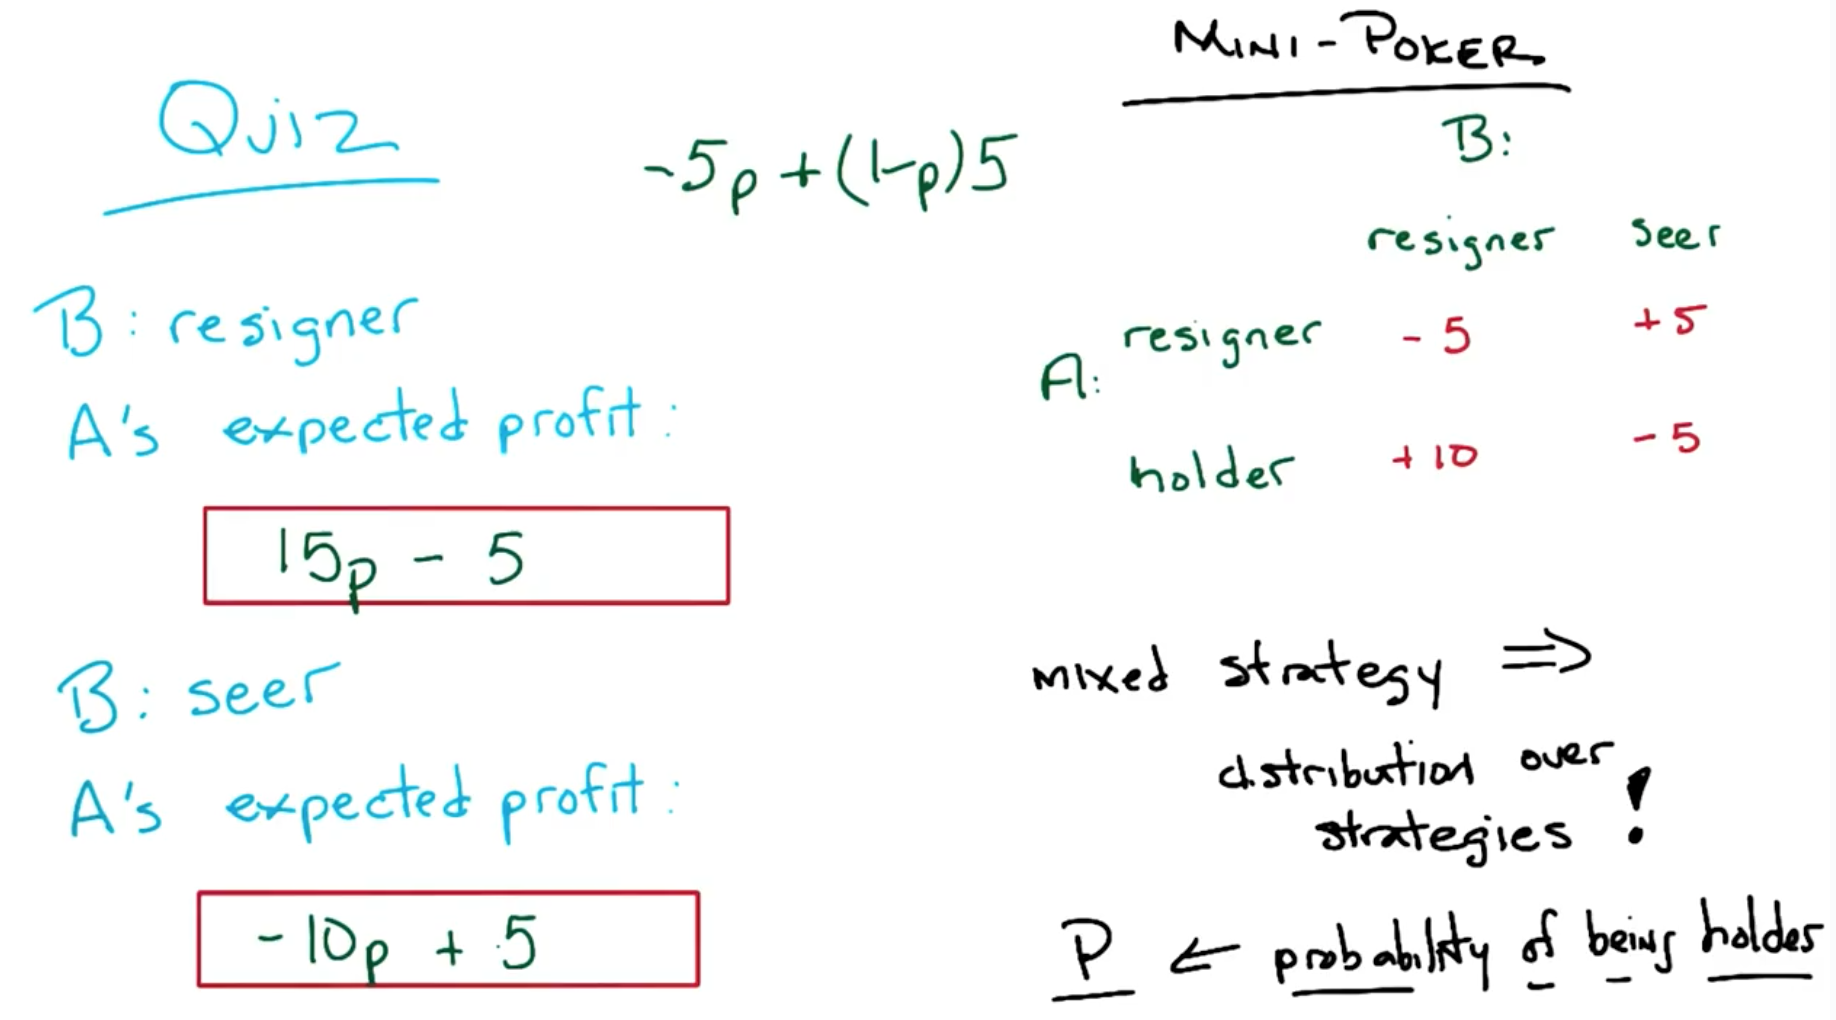 Quiz
-5p + (1-p)5
B: resigner
A's expected profit:
15p - 5
B: seer
A's expected profit:
-10p + 5
MINI-POKER
B:
resigner seer
A:
resigner -5 +5
holder +10 -5
mixed strategy ⇒
distribution over
strategies !
P ← probability of being holder